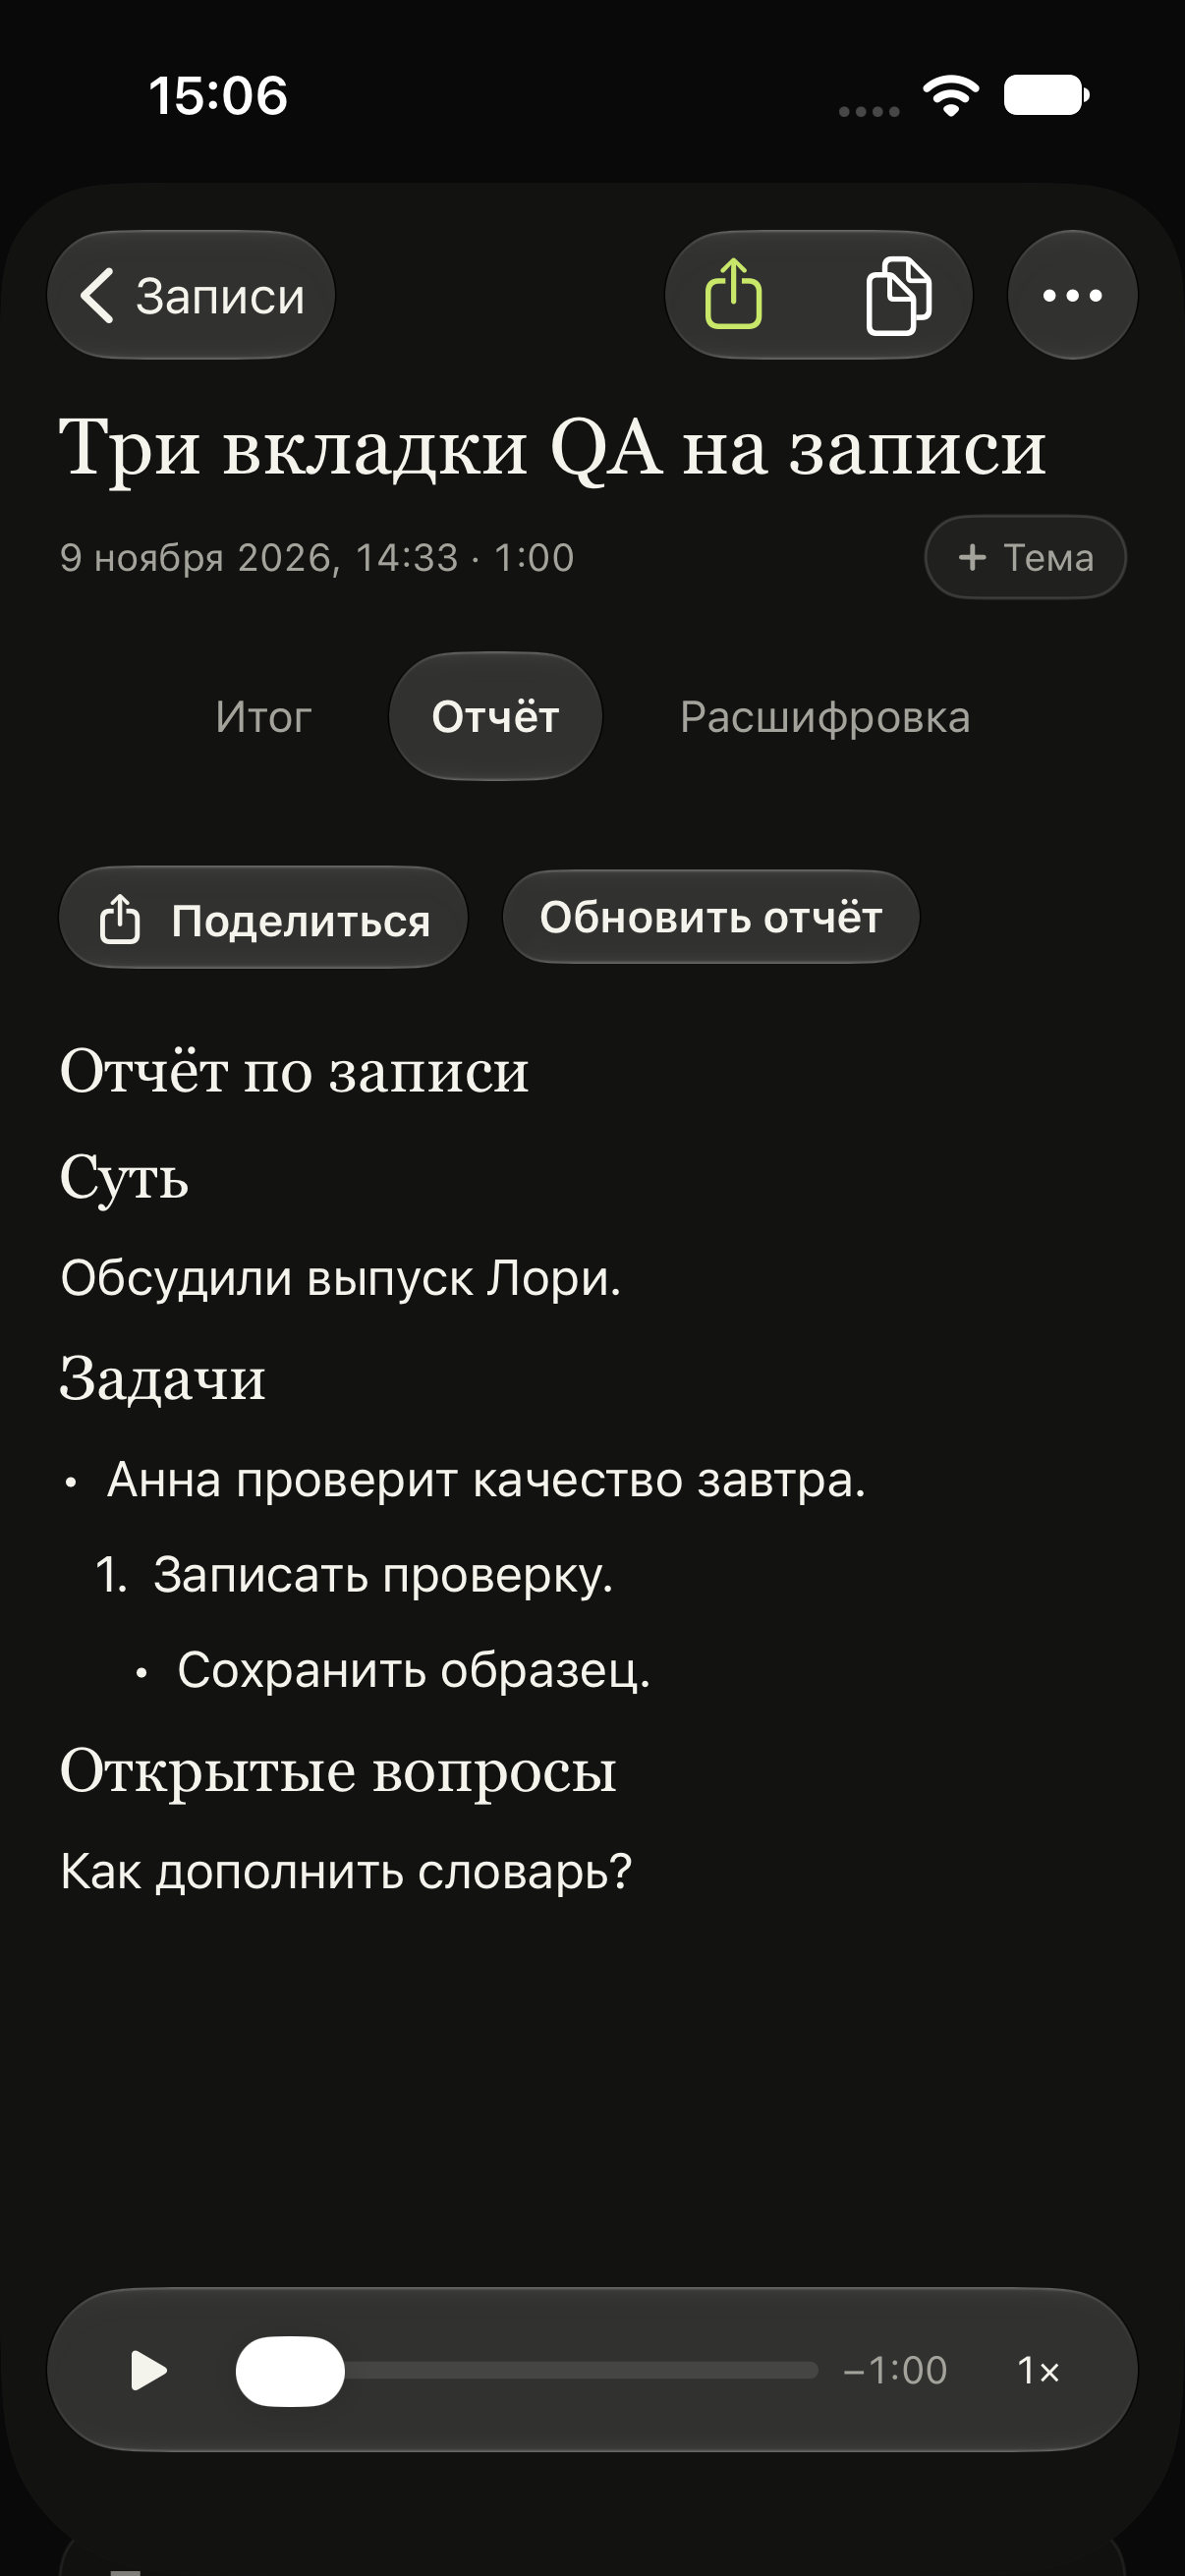 15:06
Записи
Три вкладки QA на записи
9 ноября 2026, 14:33 · 1:00
+ Тема
Итог
Отчёт
Расшифровка
Поделиться
Обновить отчёт
Отчёт по записи
Суть
Обсудили выпуск Лори.
Задачи
• Анна проверит качество завтра.
1. Записать проверку.
• Сохранить образец.
Открытые вопросы
Как дополнить словарь?
–1:00
1×